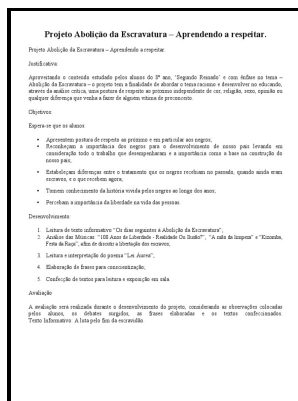 Projeto Abolição da Escravatura – Aprendendo a respeitar.
Projeto Abolição da Escravatura – Aprendendo a respeitar.
Justificativa:
Aproveitando o conteúdo estudado pelos alunos do 8º ano, "Segundo Reinado" e com ênfase no tema –
Abolição da Escravatura – o projeto tem a finalidade de abordar o tema racismo e desenvolver no educando,
através da análise crítica, uma postura de respeito ao próximo independente de cor, religião, sexo, opinião ou
qualquer diferença que venha a fazer de alguém vítima de preconceito.
Objetivos:
Espera-se que os alunos:
• Apresentem postura de respeito ao próximo e em particular aos negros;
• Reconheçam a importância dos negros para o desenvolvimento de nosso país levando em
consideração todo o trabalho que desempenharam e a importância como a base na construção do
nosso país;
• Estabeleçam diferenças entre o tratamento que os negros recebiam no passado, quando ainda eram
escravos, e o que recebem agora;
• Tomem conhecimento da história vivida pelos negros ao longo dos anos;
• Percebam a importância da liberdade na vida das pessoas.
Desenvolvimento:
1. Leitura de texto informativo "Os dias seguintes à Abolição da Escravatura";
2. Análise das Músicas: "100 Anos de Liberdade - Realidade Ou Ilusão?", "A mão da limpeza" e "Kizomba,
Festa da Raça", afim de discutir a libertação dos escravos;
3. Leitura e interpretação do poema "Lei Áurea";
4. Elaboração de frases para conscientização;
5. Confecção de textos para leitura e exposição em sala.
Avaliação
A avaliação será realizada durante o desenvolvimento do projeto, considerando as observações colocadas
pelos alunos, os debates surgidos, as frases elaboradas e os textos confeccionados.
Texto Informativo: A luta pelo fim da escravidão.